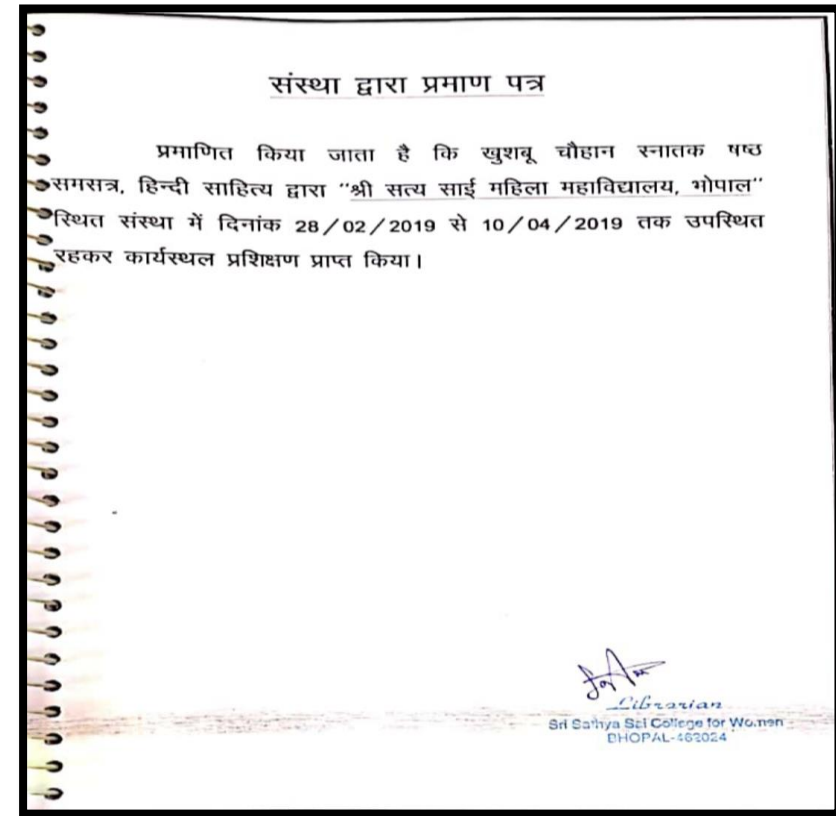 संस्था द्वारा प्रमाण पत्र
प्रमाणित किया जाता है कि खुशबू चौहान स्नातक षष्ठ
समसत्र, हिन्दी साहित्य द्वारा "श्री सत्य साई महिला महाविद्यालय, भोपाल"
स्थित संस्था में दिनांक 28/02/2019 से 10/04/2019 तक उपस्थित
रहकर कार्यस्थल प्रशिक्षण प्राप्त किया।
Librarian
Sri Sathya Sai College for Women
BHOPAL-462024